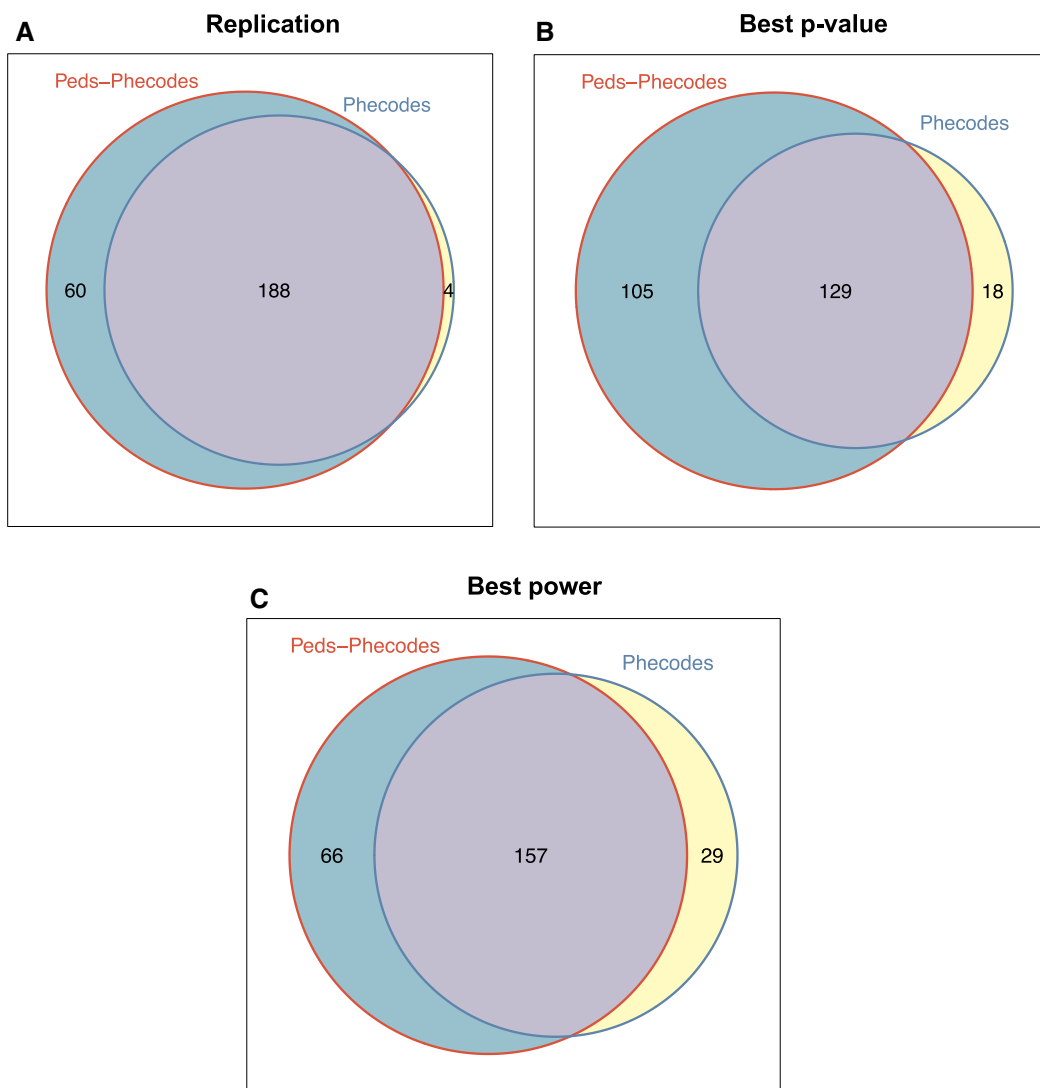 A
Replication
Peds–Phecodes
Phecodes
60
188
4
B
Best p-value
Peds–Phecodes
Phecodes
105
129
18
C
Best power
Peds–Phecodes
Phecodes
66
157
29